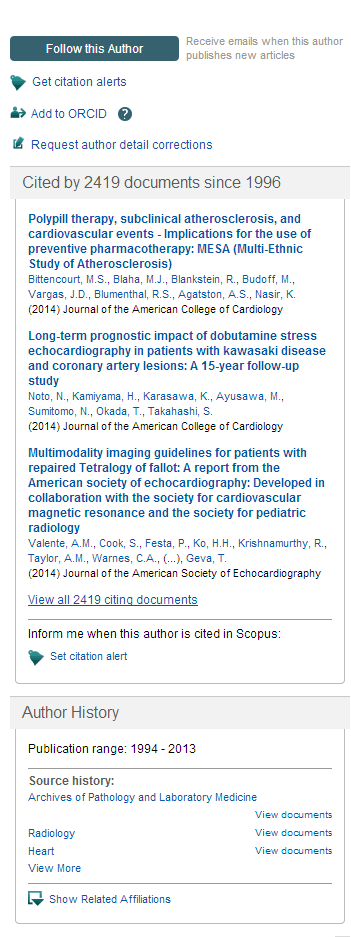 Follow this Author
Receive emails when this author
publishes new articles
Get citation alerts
Add to ORCID ?
Request author detail corrections
Cited by 2419 documents since 1996
Polypill therapy, subclinical atherosclerosis, and
cardiovascular events - Implications for the use of
preventive pharmacotherapy: MESA (Multi-Ethnic
Study of Atherosclerosis)
Bittencourt, M.S., Blaha, M.J., Blankstein, R., Budoff, M.,
Vargas, J.D., Blumenthal, R.S., Agatston, A.S., Nasir, K.
(2014) Journal of the American College of Cardiology
Long-term prognostic impact of dobutamine stress
echocardiography in patients with kawasaki disease
and coronary artery lesions: A 15-year follow-up
study
Noto, N., Kamiyama, H., Karasawa, K., Ayusawa, M.,
Sumitomo, N., Okada, T., Takahashi, S.
(2014) Journal of the American College of Cardiology
Multimodality imaging guidelines for patients with
repaired Tetralogy of fallot: A report from the
American society of echocardiography: Developed in
collaboration with the society for cardiovascular
magnetic resonance and the society for pediatric
radiology
Valente, A.M., Cook, S., Festa, P., Ko, H.H., Krishnamurthy, R.,
Taylor, A.M., Warnes, C.A., (...), Geva, T.
(2014) Journal of the American Society of Echocardiography
View all 2419 citing documents
Inform me when this author is cited in Scopus:
Set citation alert
Author History
Publication range: 1994 - 2013
Source history:
Archives of Pathology and Laboratory Medicine
View documents
Radiology View documents
Heart View documents
View More
Show Related Affiliations